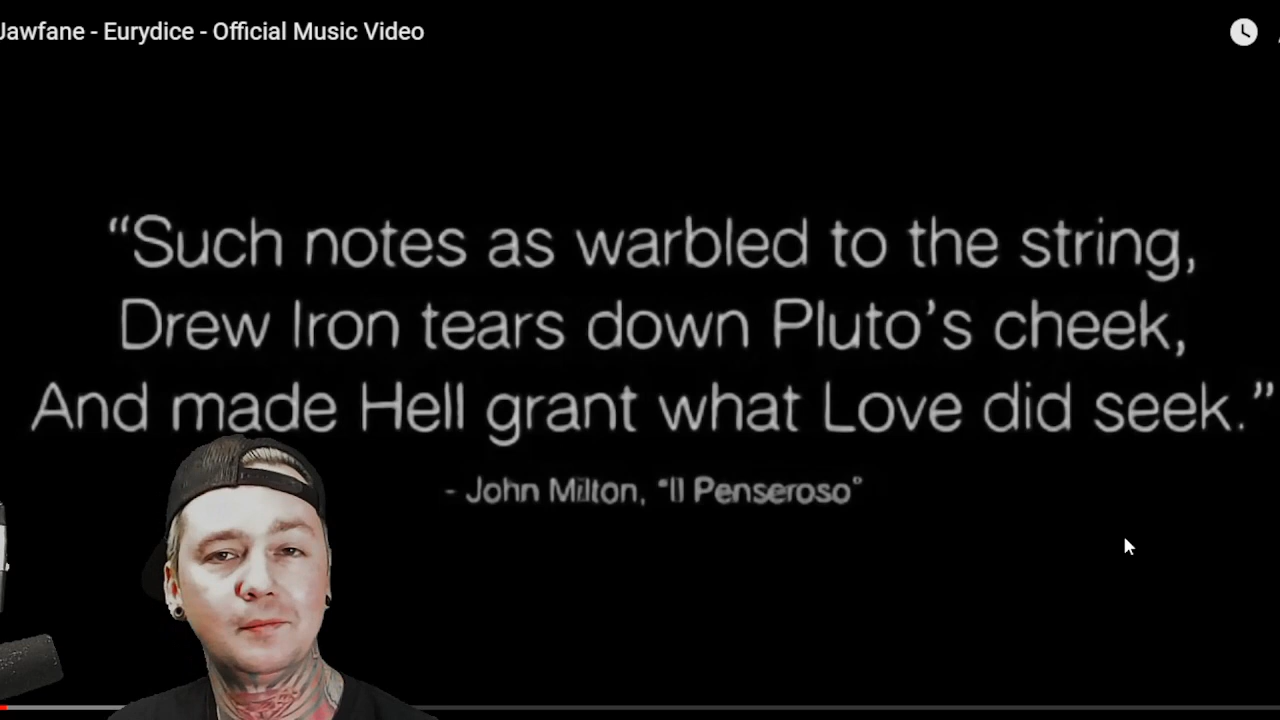 Jawfane - Eurydice - Official Music Video
“Such notes as warbled to the string,
Drew Iron tears down Pluto’s cheek,
And made Hell grant what Love did seek.”
- John Milton, “Il Penseroso”